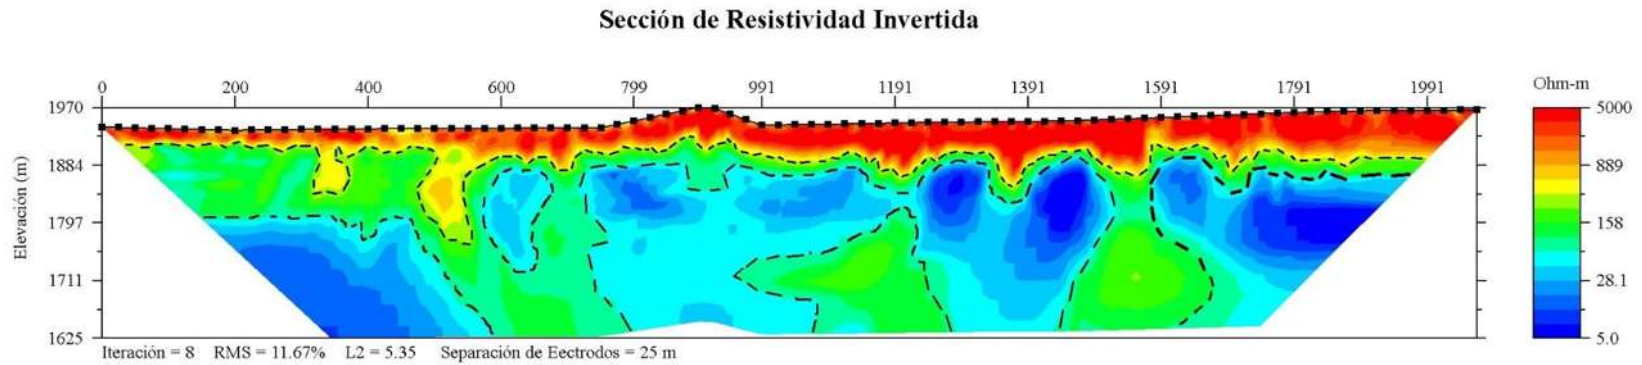 Sección de Resistividad Invertida
Ohm-m
0 200 400 600 799 991 1191 1391 1591 1791 1991
1970
1884
1797
1711
1625
Elevación (m)
5000
889
158
28.1
5.0
Iteración = 8 RMS = 11.67% L2 = 5.35 Separación de Eectrodos = 25 m